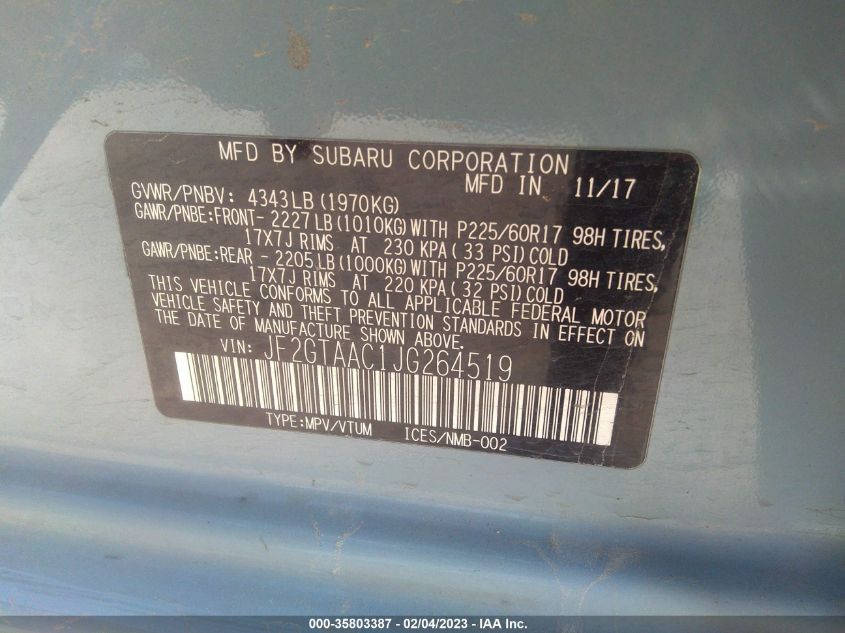 MFD BY SUBARU CORPORATION
MFD IN 11/17
GVWR/PNBV: 4343LB (1970KG)
GAWR/PNBE:FRONT- 2227LB (1010KG) WITH P225/60R17 98H TIRES,
17X7J RIMS AT 230 KPA ( 33 PSI) COLD
GAWR/PNBE:REAR - 2205LB (1000KG) WITH P225/60R17 98H TIRES,
17X7J RIMS AT 220 KPA ( 32 PSI) COLD
THIS VEHICLE CONFORMS TO ALL APPLICABLE FEDERAL MOTOR
VEHICLE SAFETY AND THEFT PREVENTION STANDARDS IN EFFECT ON
THE DATE OF MANUFACTURE SHOWN ABOVE.
VIN: JF2GTAAC1JG264519
TYPE:MPV/VTUM ICES/NMB-002
000-35803387 - 02/04/2023 - IAA Inc.